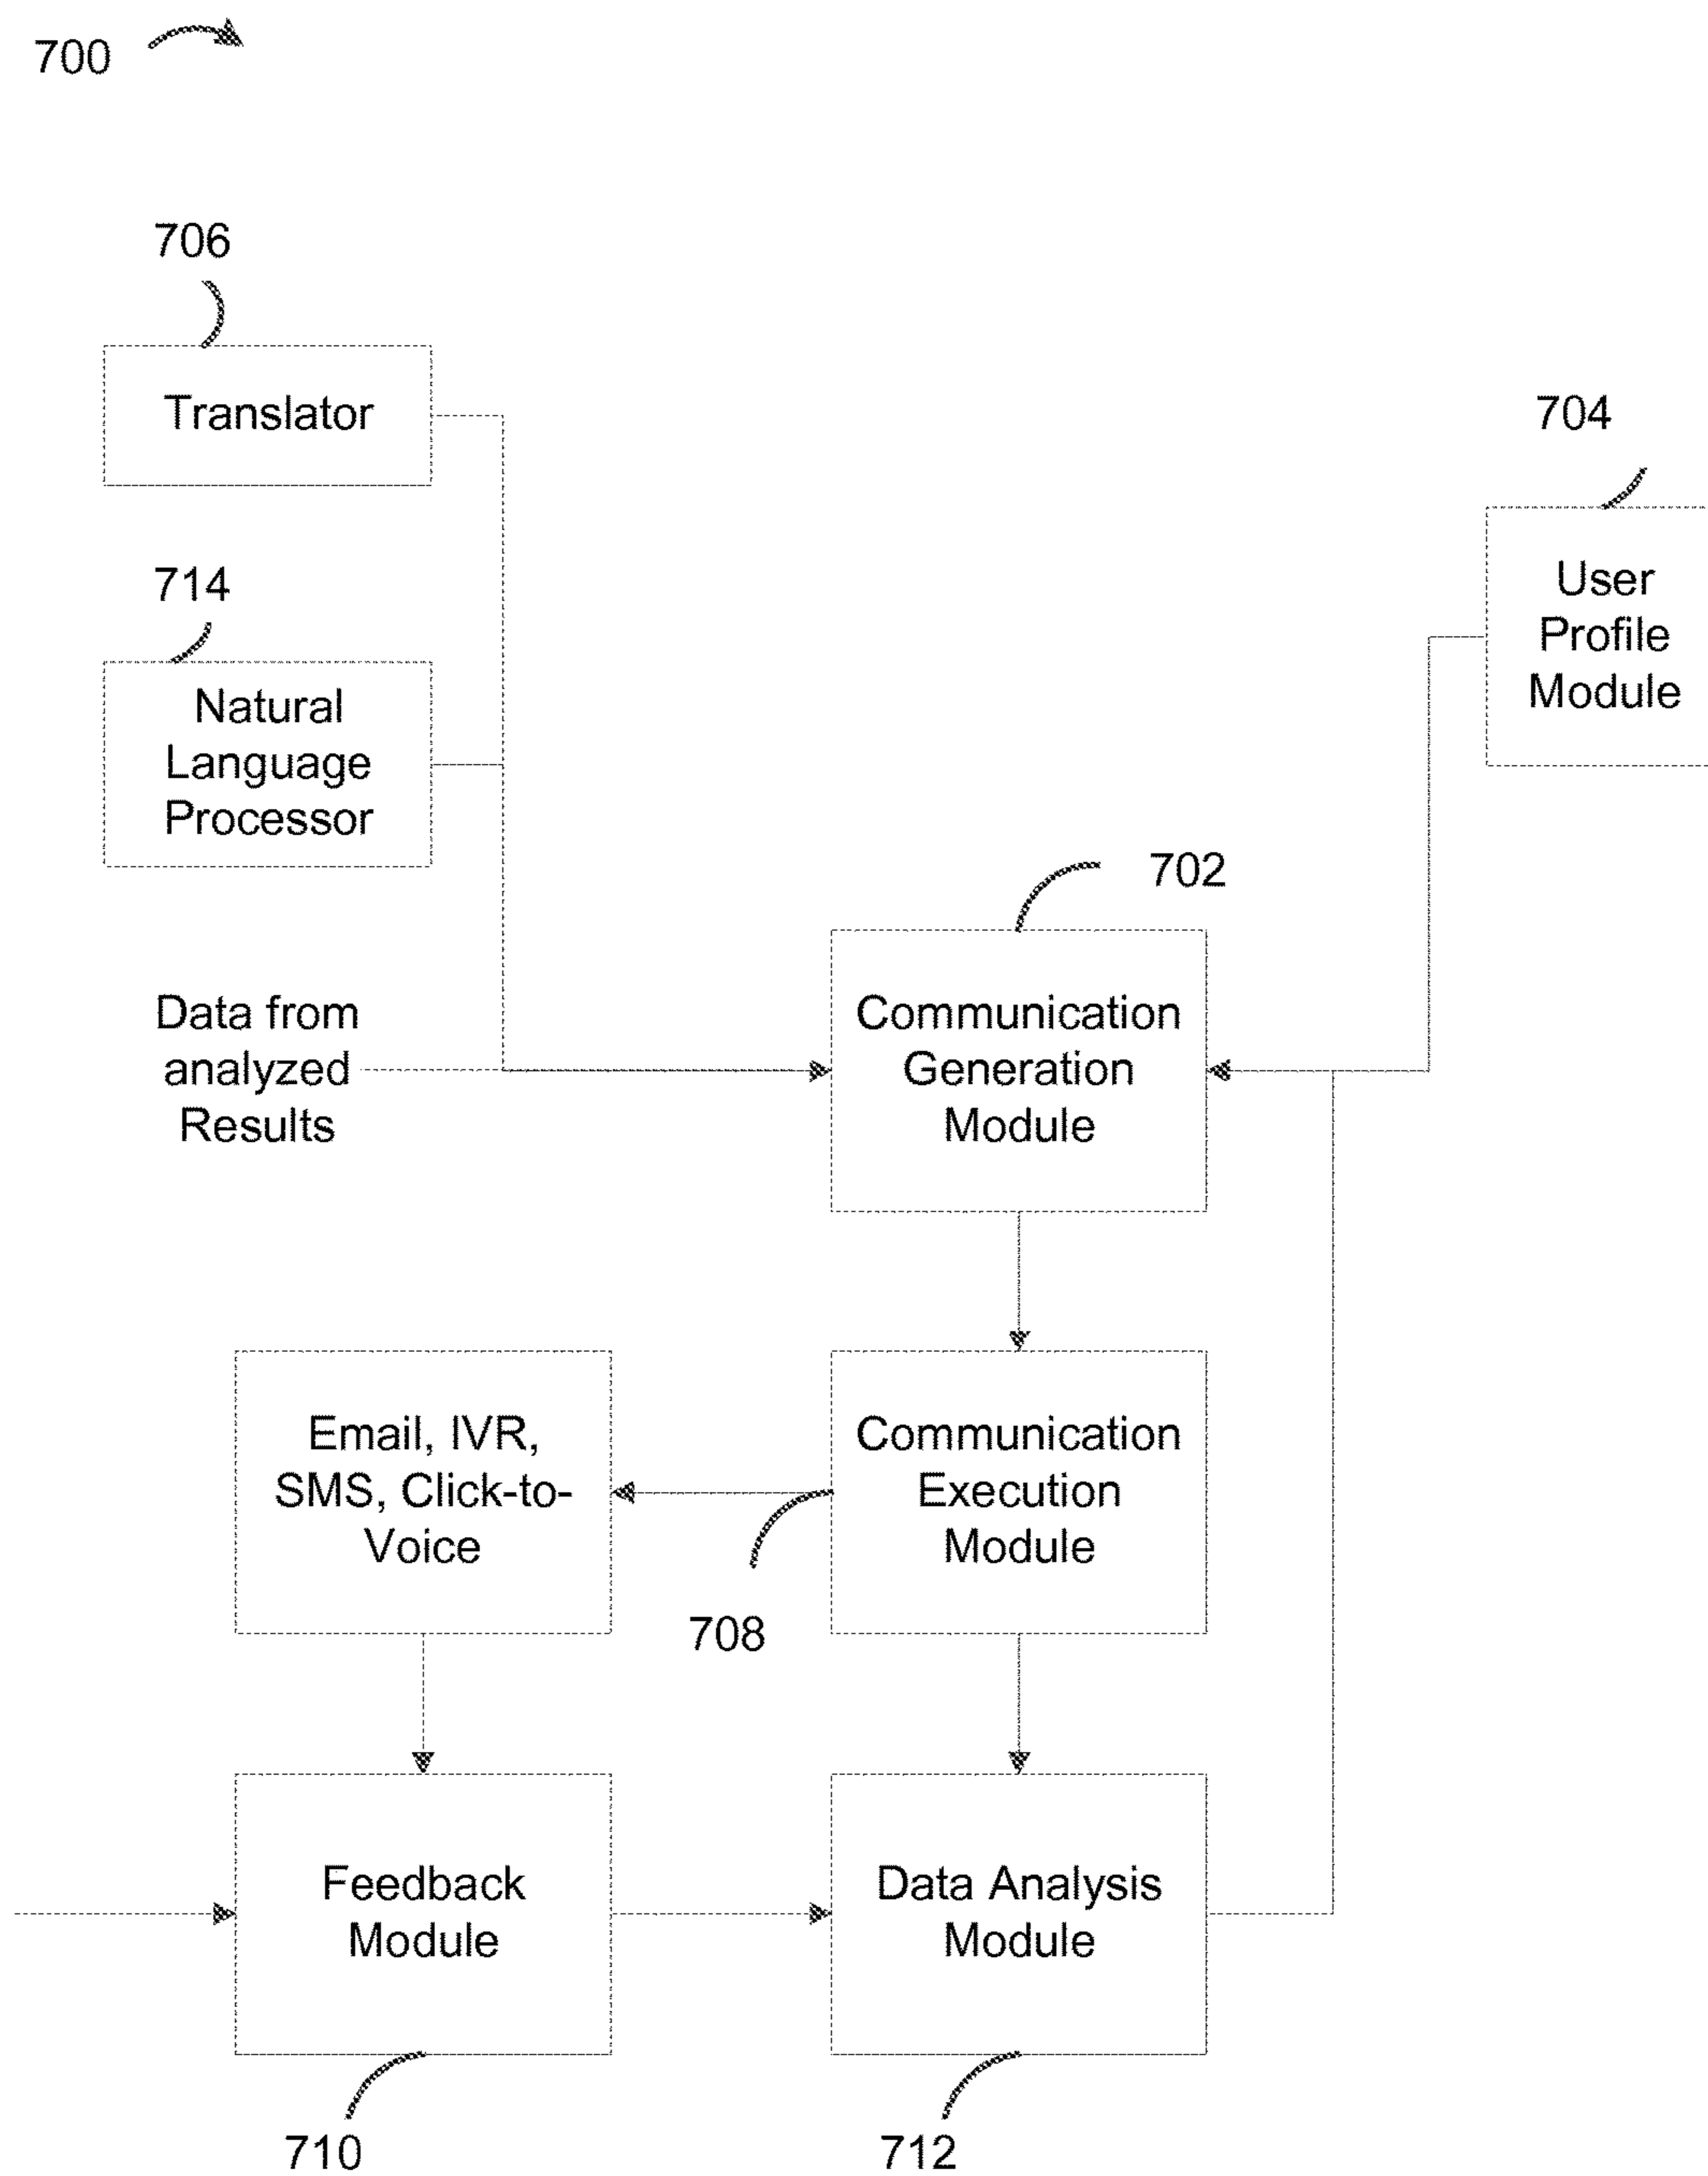 700
706
Translator
704
User
Profile
Module
714
Natural
Language
Processor
702
Data from
analyzed
Results
Communication
Generation
Module
Email, IVR,
SMS, Click-to-
Voice
Communication
Execution
Module
708
Feedback
Module
Data Analysis
Module
710
712